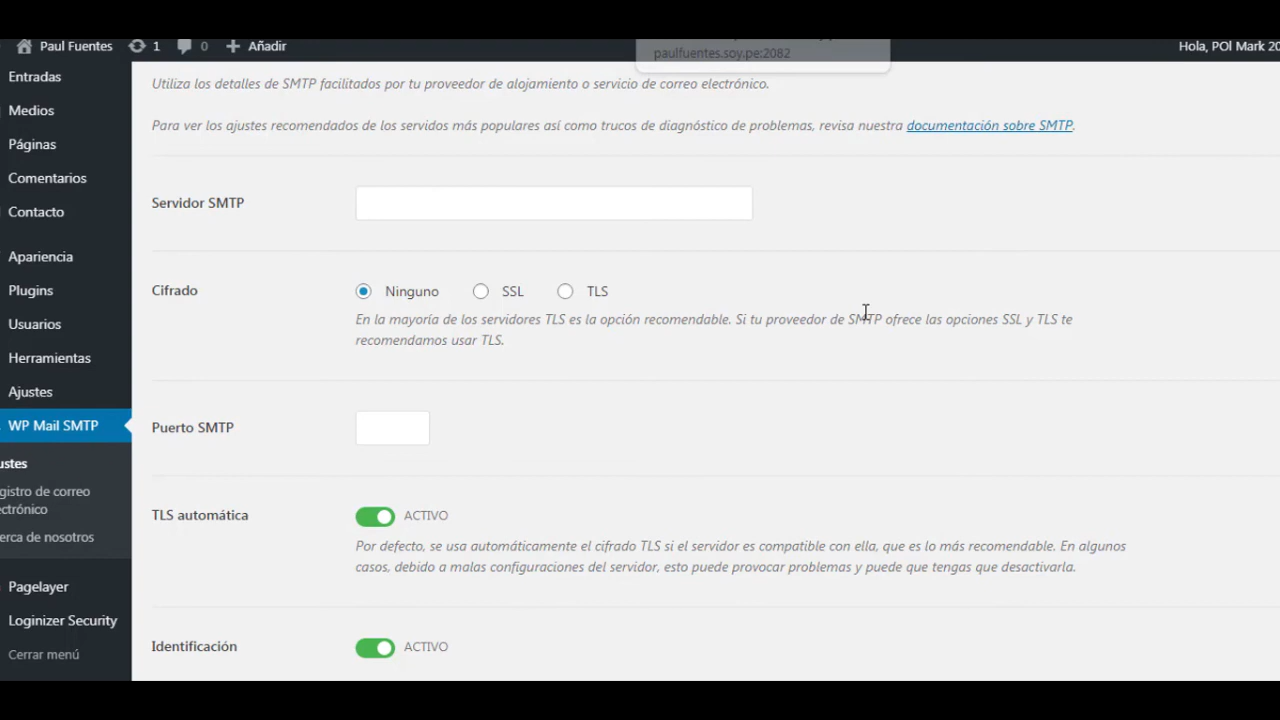 Paul Fuentes 1 0 Añadir
paulfuentes.soy.pe:2082
Hola, POl Mark 20
Entradas
Medios
Páginas
Comentarios
Contacto
Apariencia
Plugins
Usuarios
Herramientas
Ajustes
WP Mail SMTP
ustes
gistro de correo
ectrónico
erca de nosotros
Pagelayer
Loginizer Security
Cerrar menú
Utiliza los detalles de SMTP facilitados por tu proveedor de alojamiento o servicio de correo electrónico.
Para ver los ajustes recomendados de los servidos más populares así como trucos de diagnóstico de problemas, revisa nuestra documentación sobre SMTP.
Servidor SMTP
Cifrado
Ninguno SSL TLS
En la mayoría de los servidores TLS es la opción recomendable. Si tu proveedor de SMTP ofrece las opciones SSL y TLS te
recomendamos usar TLS.
Puerto SMTP
TLS automática
ACTIVO
Por defecto, se usa automáticamente el cifrado TLS si el servidor es compatible con ella, que es lo más recomendable. En algunos
casos, debido a malas configuraciones del servidor, esto puede provocar problemas y puede que tengas que desactivarla.
Identificación
ACTIVO